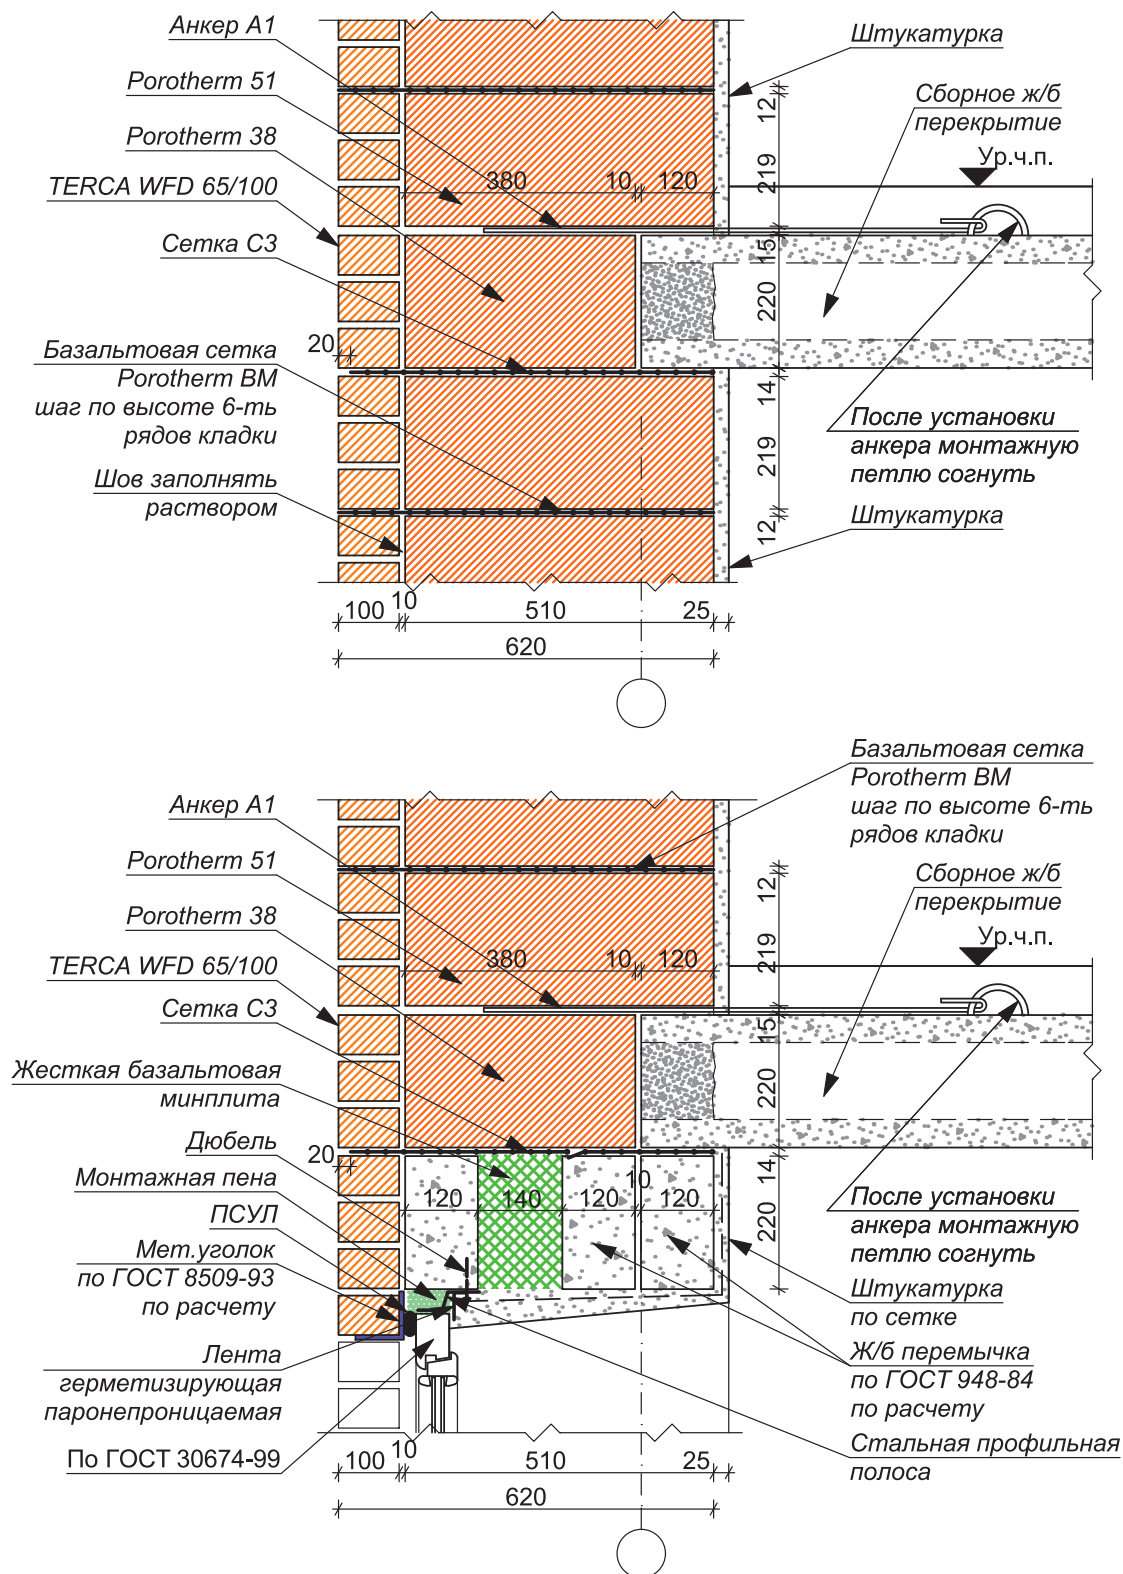 Анкер А1
Porotherm 51
Porotherm 38
TERCA WFD 65/100
Сетка С3
20
Базальтовая сетка
Porotherm BM
шаг по высоте 6-ть
рядов кладки
Шов заполнять
раствором
Штукатурка
Сборное ж/б
перекрытие
Ур.ч.п.
12
219
15
220
14
219
12
380
10
120
После установки
анкера монтажную
петлю согнуть
Штукатурка
100
10
510
25
620
Базальтовая сетка
Porotherm BM
шаг по высоте 6-ть
рядов кладки
Анкер А1
Porotherm 51
Porotherm 38
TERCA WFD 65/100
Сетка С3
Жесткая базальтовая
минплита
Дюбель
20
Монтажная пена
ПСУЛ
Мет.уголок
по ГОСТ 8509-93
по расчету
Лента
герметизирующая
паронепроницаемая
По ГОСТ 30674-99
Сборное ж/б
перекрытие
Ур.ч.п.
12
219
15
220
14
220
380
10
120
120
140
120
10
120
После установки
анкера монтажную
петлю согнуть
Штукатурка
по сетке
Ж/б перемычка
по ГОСТ 948-84
по расчету
Стальная профильная
полоса
100
10
510
25
620